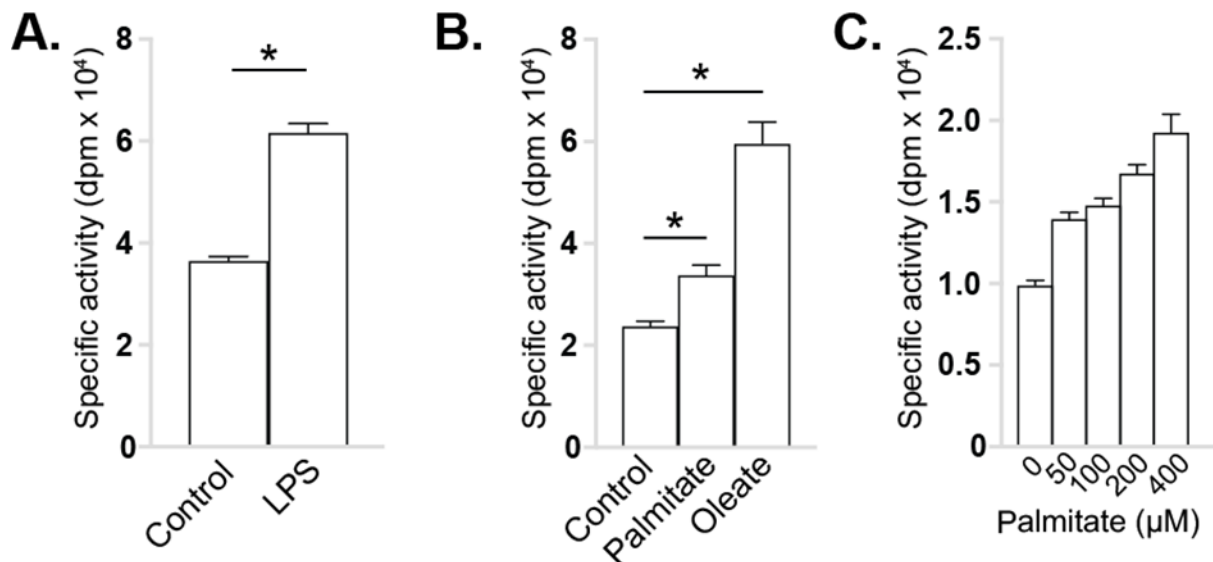 A.
Specific activity (dpm x 10⁴)
8
6
4
2
0
*
Control
LPS
B.
Specific activity (dpm x 10⁴)
8
6
4
2
0
*
*
Control
Palmitate
Oleate
C.
Specific activity (dpm x 10⁴)
2.5
2.0
1.5
1.0
0.5
0
0
50
100
200
400
Palmitate (µM)